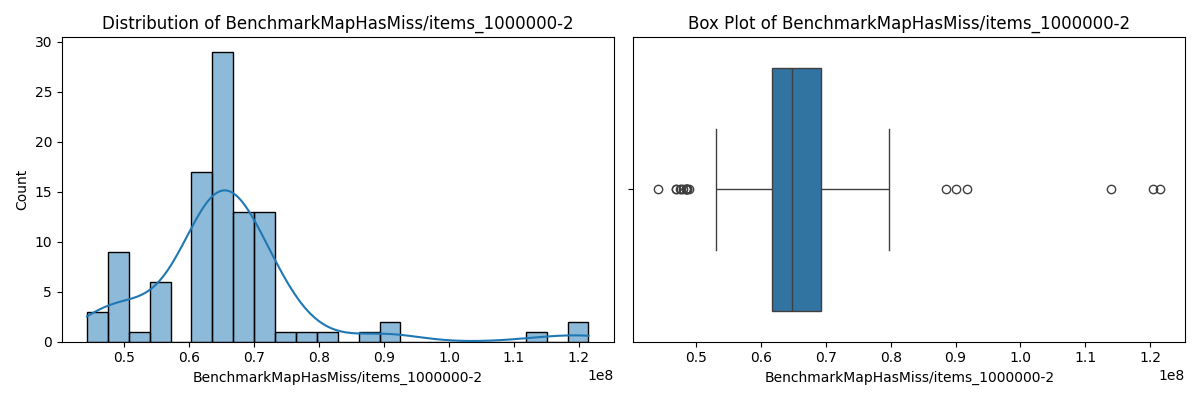 Distribution of BenchmarkMapHasMiss/items_1000000-2
30
25
20
15
10
5
0
Count
0.5 0.6 0.7 0.8 0.9 1.0 1.1 1.2
1e8
BenchmarkMapHasMiss/items_1000000-2
Box Plot of BenchmarkMapHasMiss/items_1000000-2
0.5 0.6 0.7 0.8 0.9 1.0 1.1 1.2
1e8
BenchmarkMapHasMiss/items_1000000-2